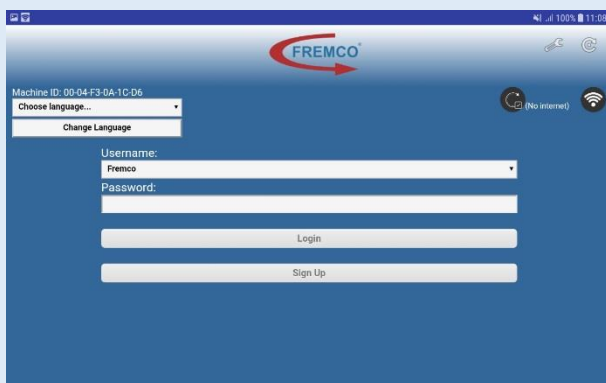 100% 11:08
FREMCO®
Machine ID: 00-04-F3-0A-1C-D6
Choose language...
(No internet)
Change Language
Username:
Fremco
Password:
Login
Sign Up